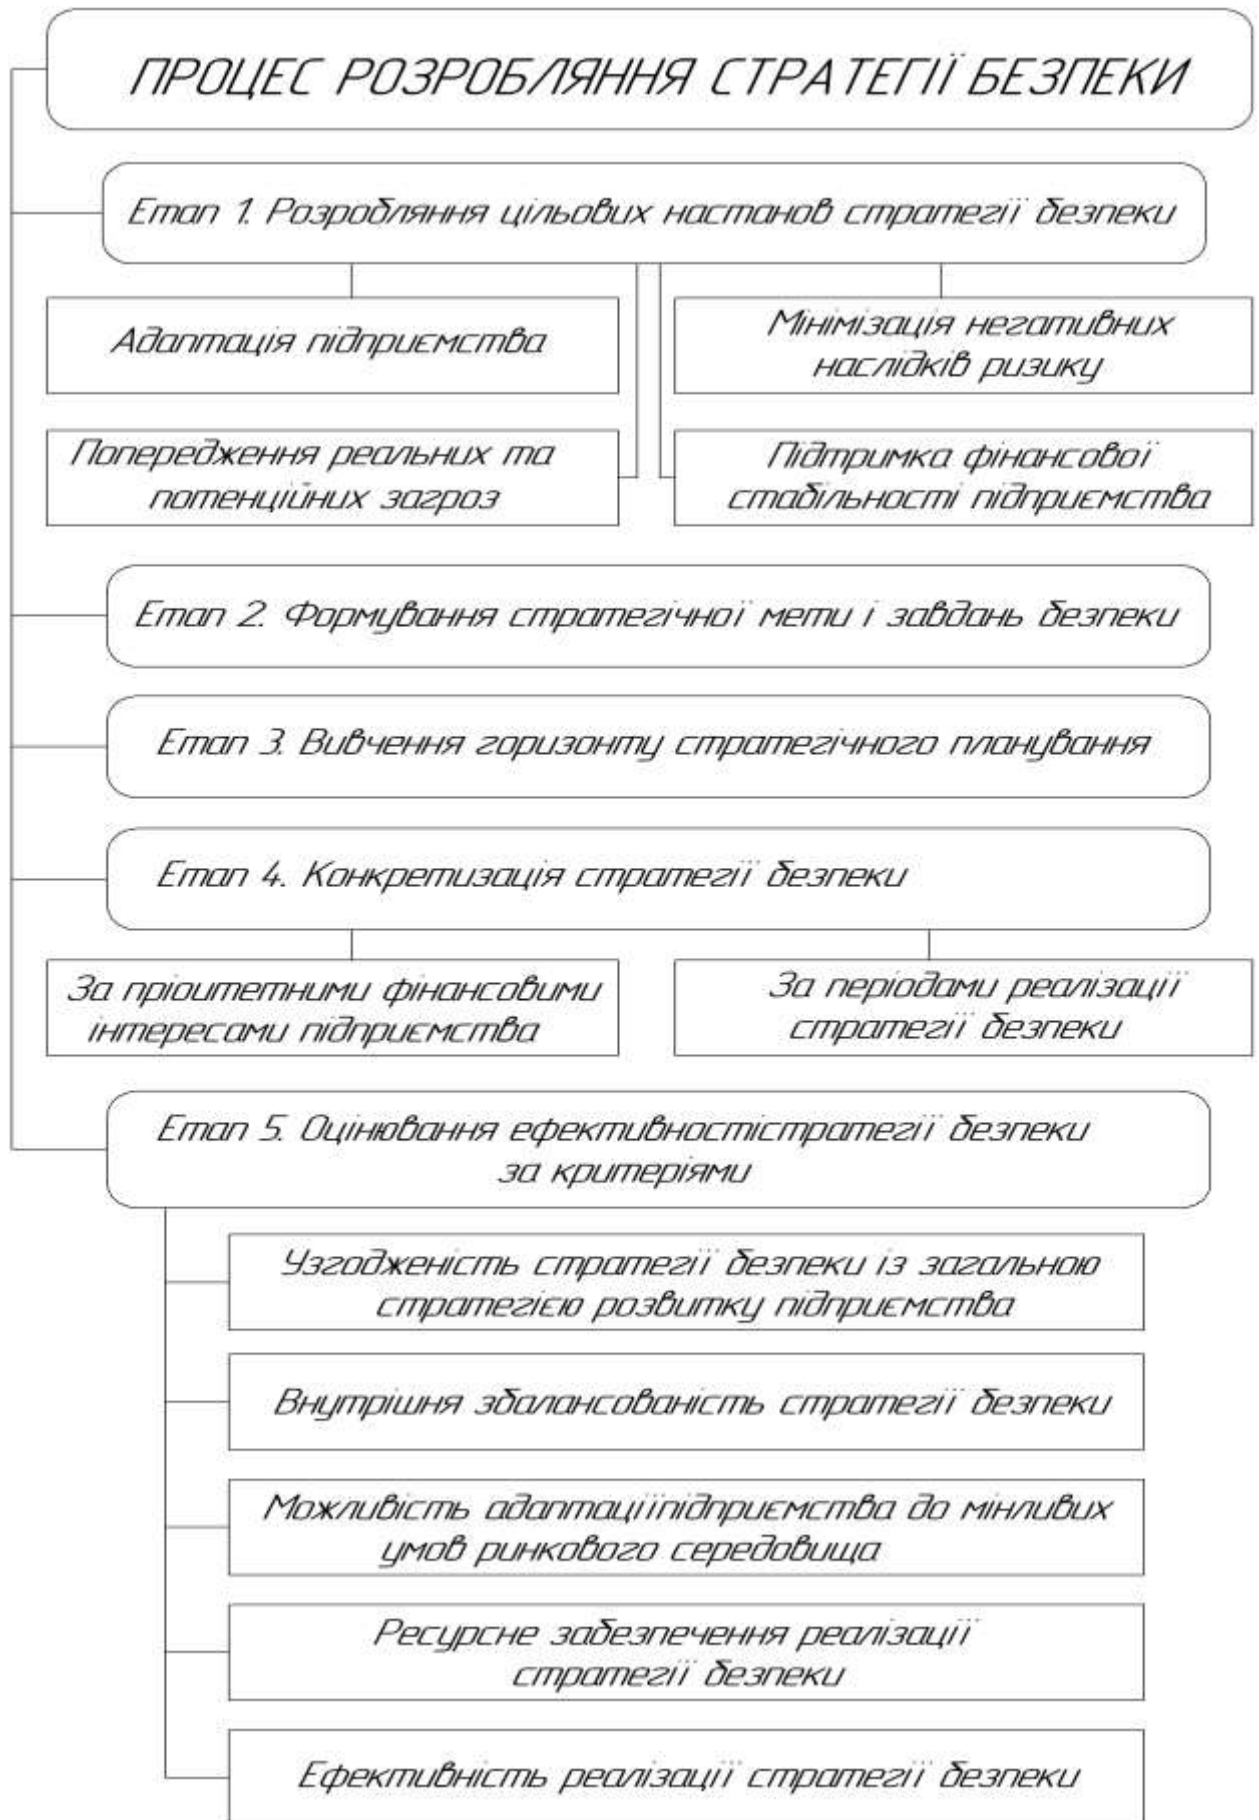 ПРОЦЕС РОЗРОБЛЯННЯ СТРАТЕГІЇ БЕЗПЕКИ
Етап 1. Розробляння цільових настанов стратегії безпеки
Адаптація підприємства
Мінімізація негативних
наслідків ризику
Попередження реальних та
потенційних загроз
Підтримка фінансової
стабільності підприємства
Етап 2. Формування стратегічної мети і завдань безпеки
Етап 3. Вивчення горизонту стратегічного планування
Етап 4. Конкретизація стратегії безпеки
За пріоитетними фінансовими
інтересами підприємства
За періодами реалізації
стратегії безпеки
Етап 5. Оцінювання ефективностістратегії безпеки
за критеріями
Узгодженість стратегії безпеки із загальною
стратегією розвитку підприємства
Внутрішня збалансованість стратегії безпеки
Можливість адаптаціїпідприємства до мінливих
умов ринкового середовища
Ресурсне забезпечення реалізації
стратегії безпеки
Ефективність реалізації стратегії безпеки